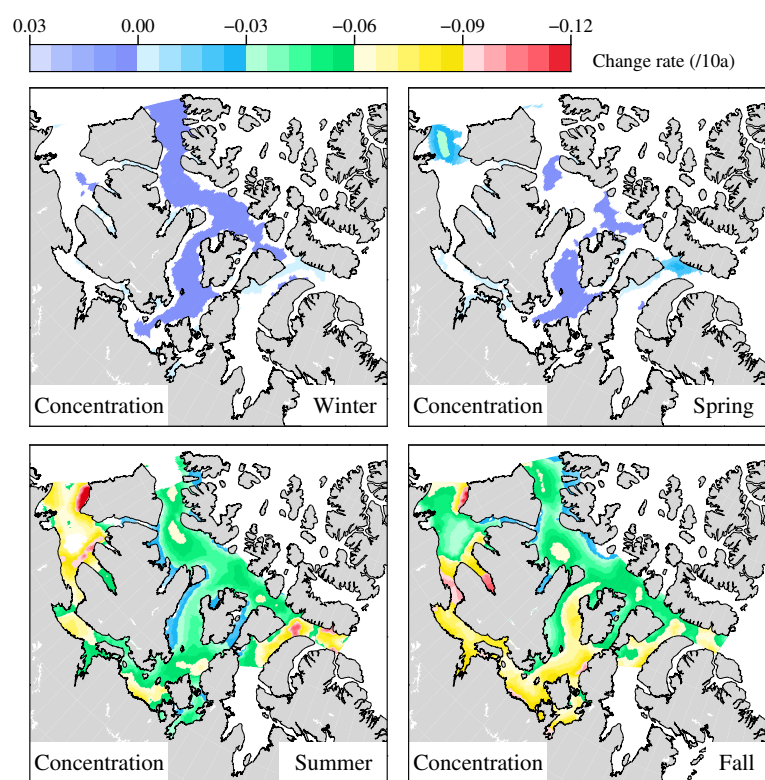 0.03 0.00 −0.03 −0.06 −0.09 −0.12
Change rate (/10a)
Concentration Winter
Concentration Spring
Concentration Summer
Concentration Fall